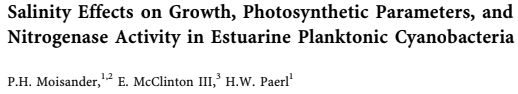 Salinity Effects on Growth, Photosynthetic Parameters, and
Nitrogenase Activity in Estuarine Planktonic Cyanobacteria
P.H. Moisander,1,2 E. McClinton III,3 H.W. Paerl1